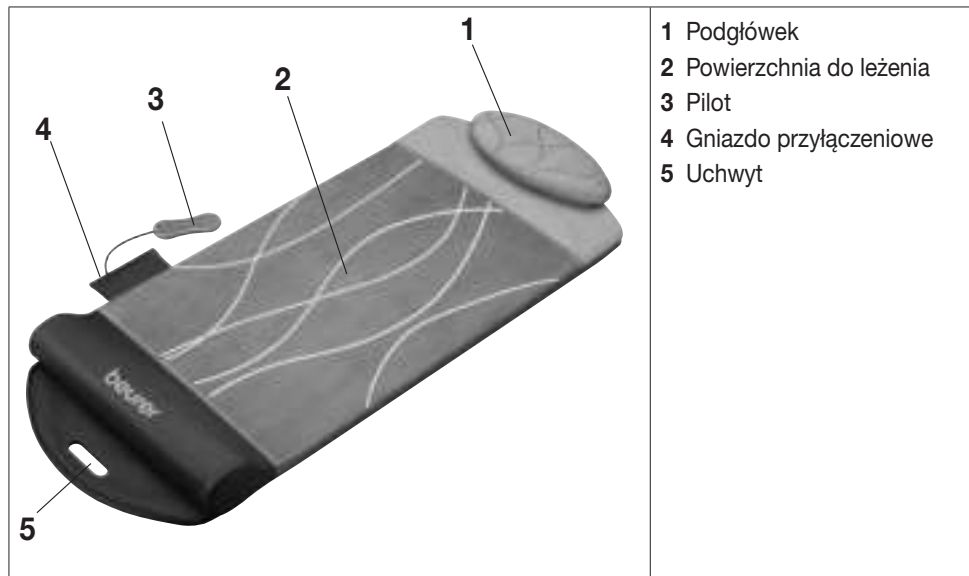 1
2
3
4
beurer
5
1 Podgłówek
2 Powierzchnia do leżenia
3 Pilot
4 Gniazdo przyłączeniowe
5 Uchwyt